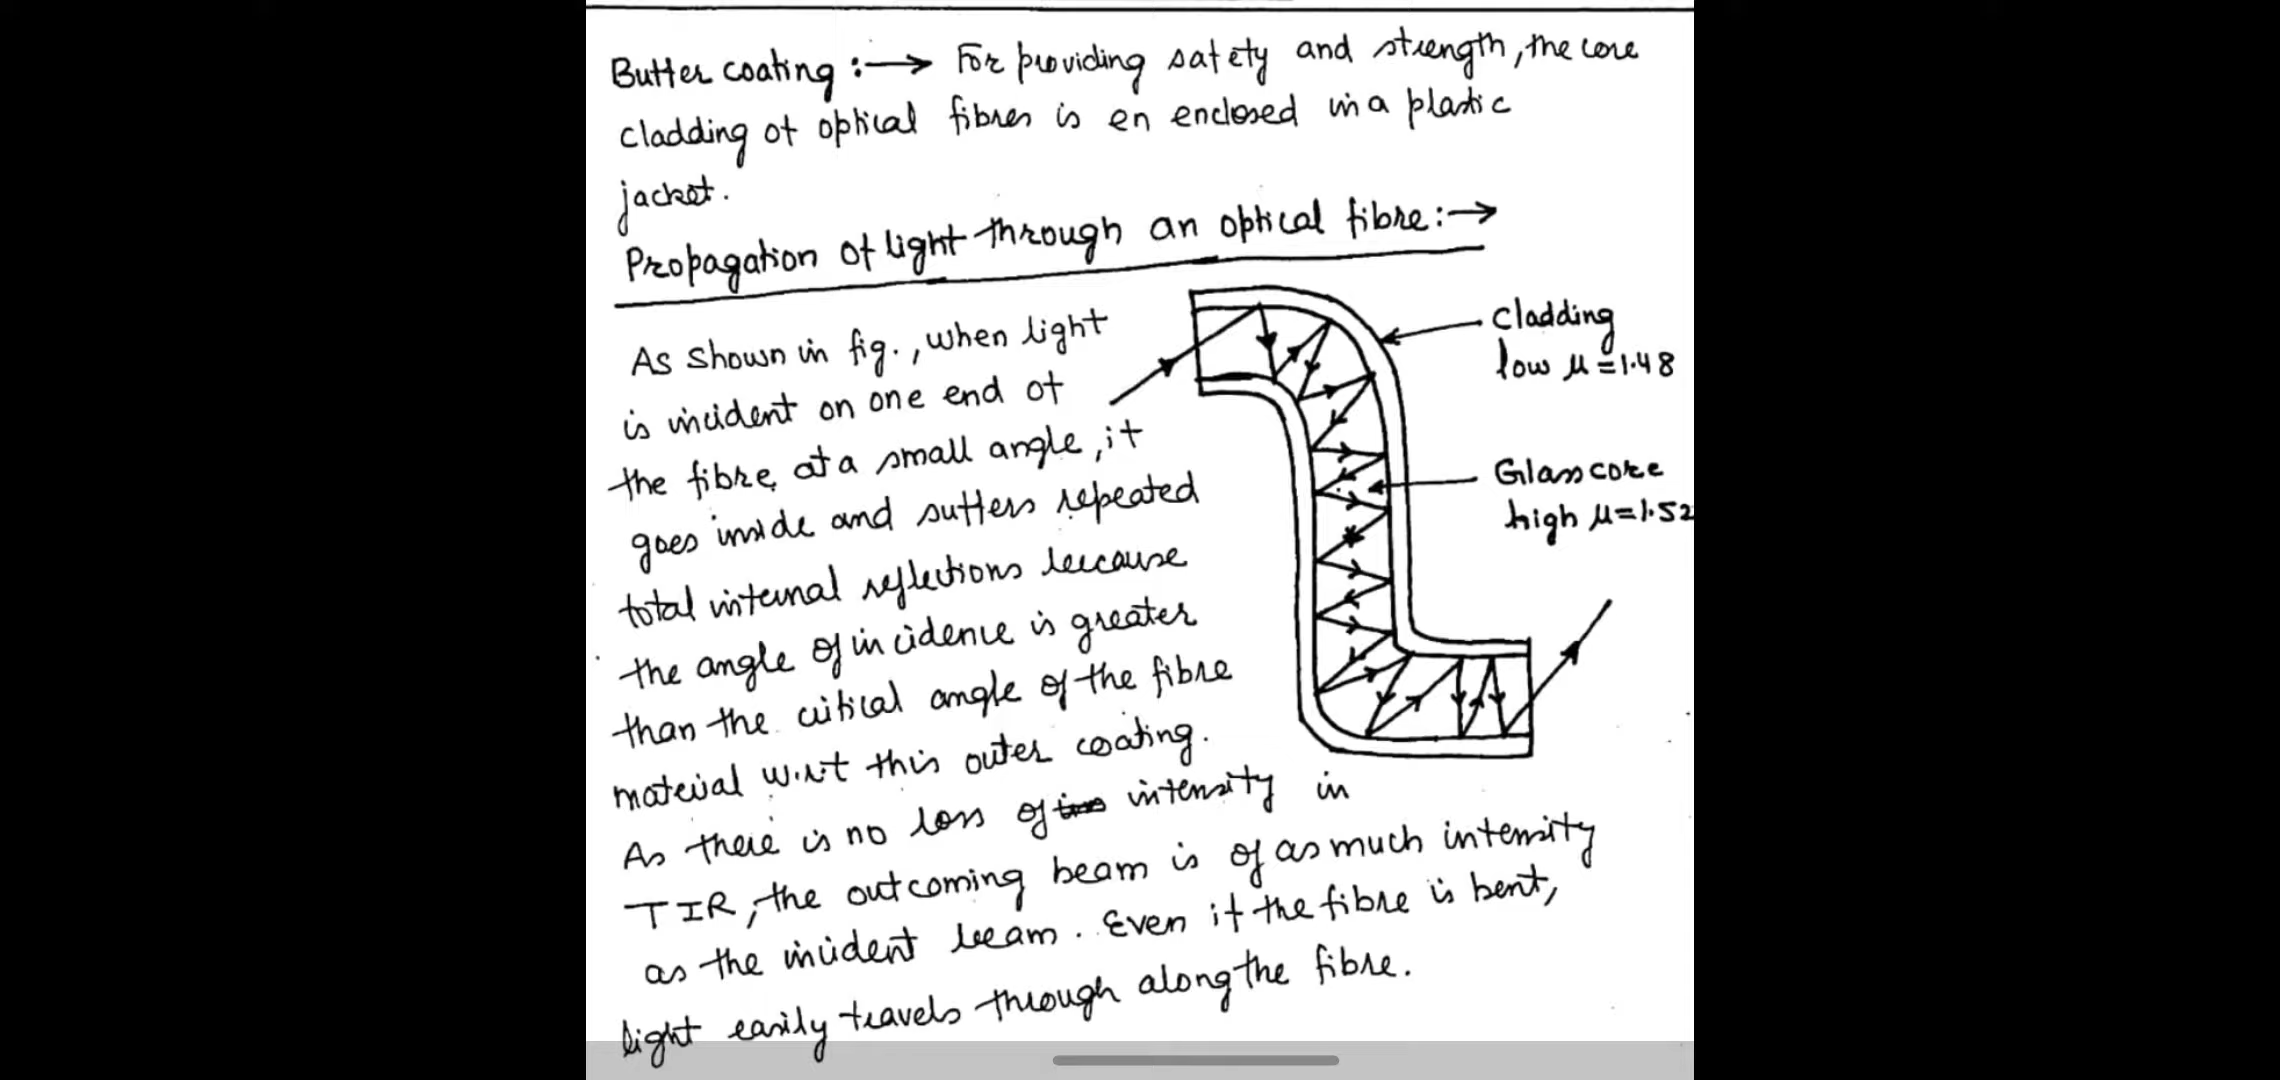 Buffer coating :→ For providing safety and strength, the core
cladding of optical fibres is en enclosed in a plastic
jacket.
Propagation of light through an optical fibre :→
As shown in fig., when light
is incident on one end of
the fibre at a small angle, it
goes inside and suffers repeated
total internal reflections because
the angle of incidence is greater
than the critical angle of the fibre
material w.r.t this outer coating.
As there is no loss of intensity in
TIR, the outcoming beam is of as much intensity
as the incident beam. Even if the fibre is bent,
light easily travels through along the fibre.
Cladding
low μ = 1.48
Glass core
high μ = 1.52